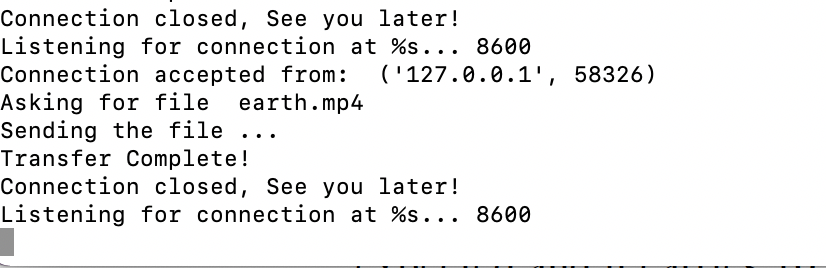 Connection closed, See you later!
Listening for connection at %s... 8600
Connection accepted from:  ('127.0.0.1', 58326)
Asking for file  earth.mp4
Sending the file ...
Transfer Complete!
Connection closed, See you later!
Listening for connection at %s... 8600